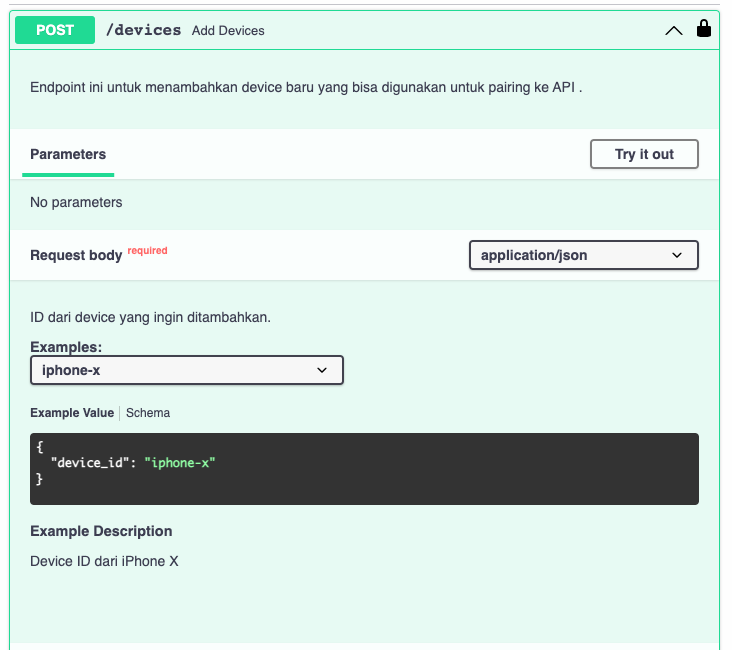 POST /devices Add Devices
Endpoint ini untuk menambahkan device baru yang bisa digunakan untuk pairing ke API .
Parameters Try it out
No parameters
Request body required application/json
ID dari device yang ingin ditambahkan.
Examples:
iphone-x
Example Value Schema
{
"device_id": "iphone-x"
}
Example Description
Device ID dari iPhone X